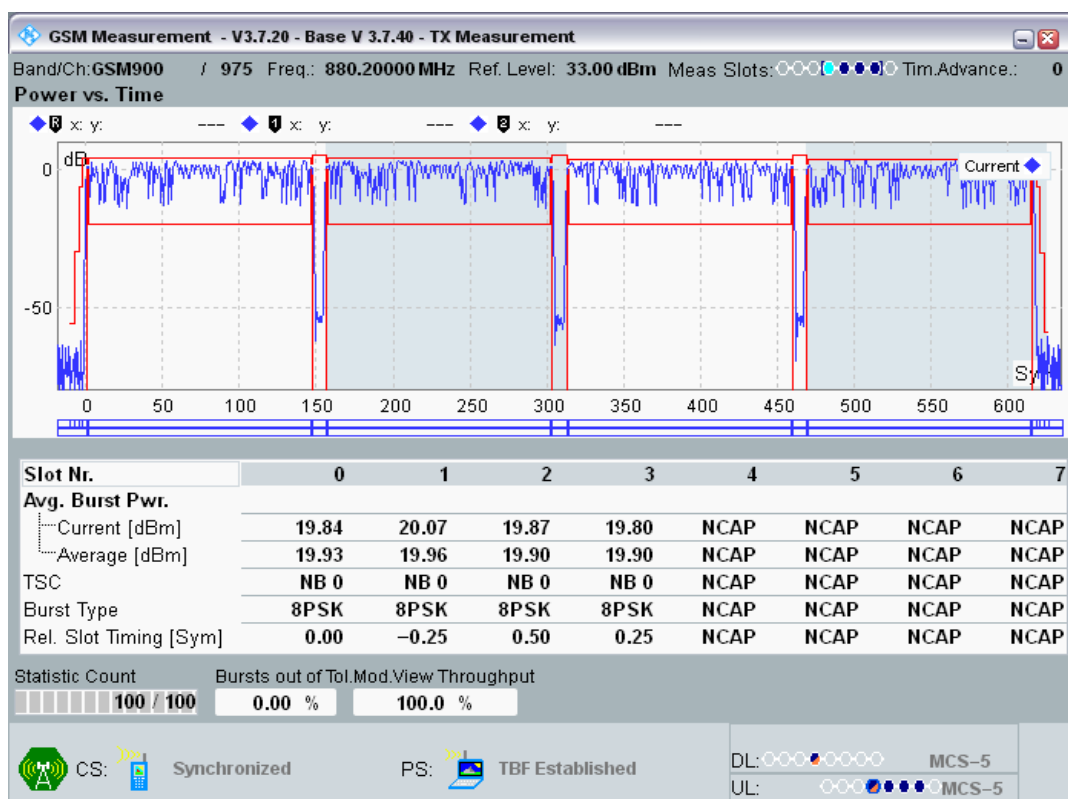 GSM Measurement - V3.7.20 - Base V 3.7.40 - TX Measurement
Band/Ch:GSM900 / 975 Freq.: 880.20000 MHz Ref. Level: 33.00 dBm Meas Slots: Tim.Advance.: 0
Power vs. Time
R x: y: --- 1 x: y: --- 2 x: y: ---
dB
0
Current
-50
0 50 100 150 200 250 300 350 400 450 500 550 600
Slot Nr. 0 1 2 3 4 5 6 7
Avg. Burst Pwr.
Current [dBm] 19.84 20.07 19.87 19.80 NCAP NCAP NCAP NCAP
Average [dBm] 19.93 19.96 19.90 19.90 NCAP NCAP NCAP NCAP
TSC NB 0 NB 0 NB 0 NB 0 NCAP NCAP NCAP NCAP
Burst Type 8PSK 8PSK 8PSK 8PSK NCAP NCAP NCAP NCAP
Rel. Slot Timing [Sym] 0.00 −0.25 0.50 0.25 NCAP NCAP NCAP NCAP
Statistic Count Bursts out of Tol. Mod.View Throughput
100 / 100 0.00 % 100.0 %
CS: Synchronized PS: TBF Established DL: MCS−5
UL: MCS−5